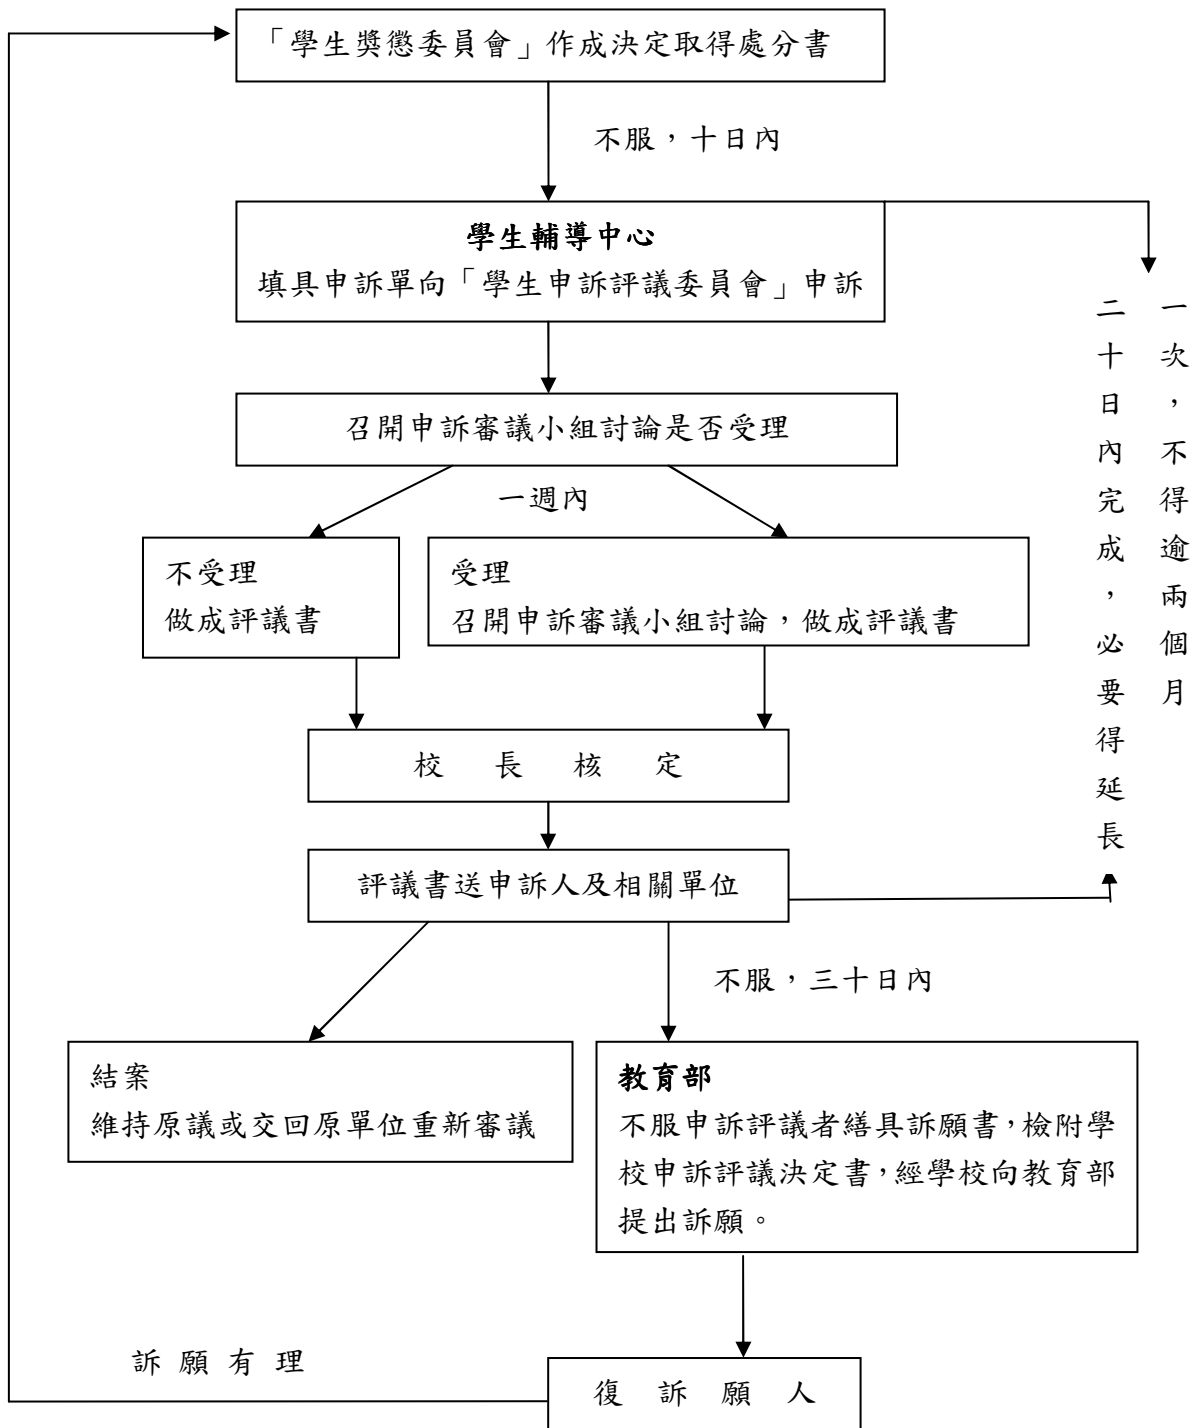 「學生獎懲委員會」作成決定取得處分書
不服，十日內
學生輔導中心
填具申訴單向「學生申訴評議委員會」申訴
二十日內完成，必要得延長
一次，不得逾兩個月
召開申訴審議小組討論是否受理
一週內
不受理
做成評議書
受理
召開申訴審議小組討論，做成評議書
校長核定
評議書送申訴人及相關單位
不服，三十日內
結案
維持原議或交回原單位重新審議
教育部
不服申訴評議者繕具訴願書，檢附學
校申訴評議決定書，經學校向教育部
提出訴願。
訴願有理
復訴願人